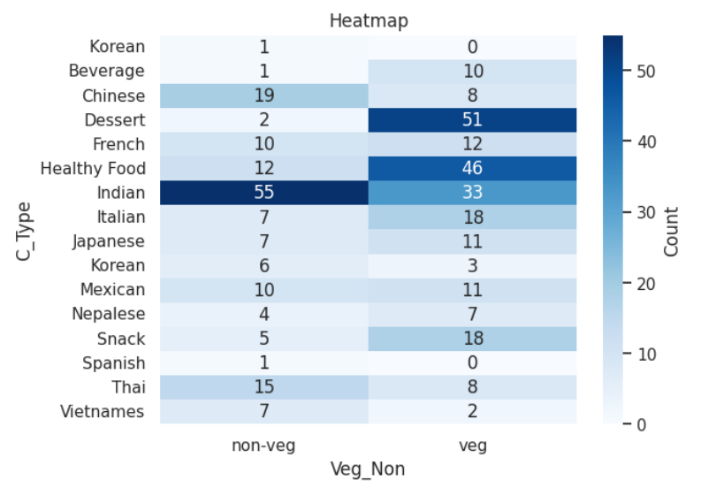 Heatmap
Korean 1 0
Beverage 1 10
Chinese 19 8
Dessert 2 51
French 10 12
Healthy Food 12 46
Indian 55 33
Italian 7 18
Japanese 7 11
Korean 6 3
Mexican 10 11
Nepalese 4 7
Snack 5 18
Spanish 1 0
Thai 15 8
Vietnames 7 2
non-veg veg
Veg_Non
C_Type
50
40
30
20
10
0
Count